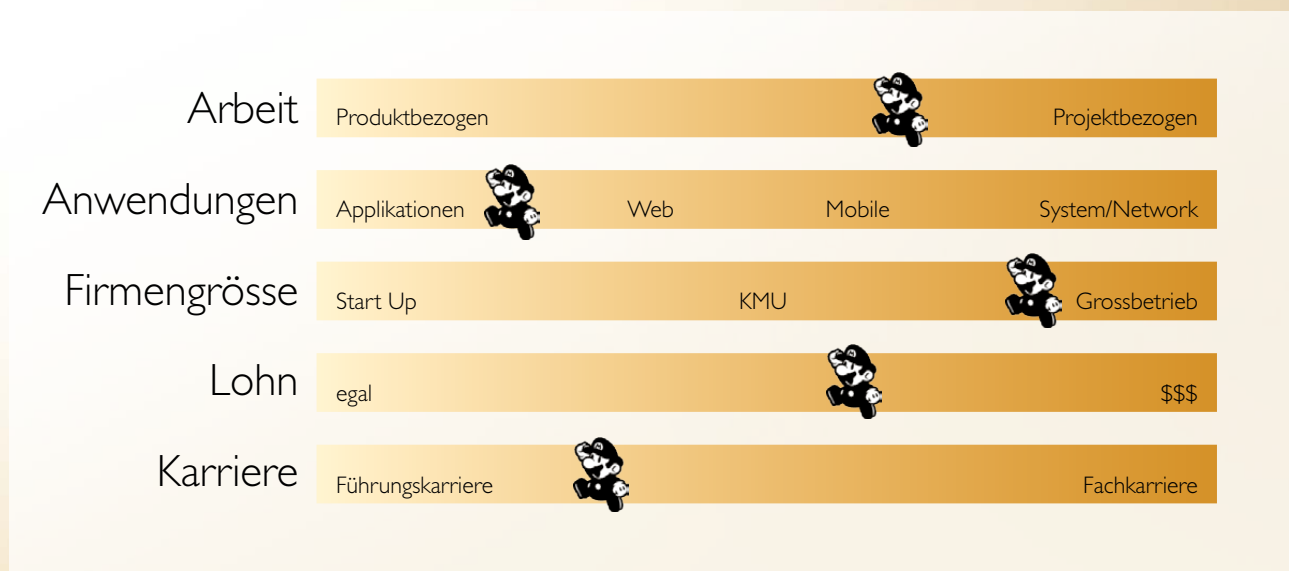 Arbeit Produktbezogen Projektbezogen
Anwendungen Applikationen Web Mobile System/Network
Firmengrösse Start Up KMU Grossbetrieb
Lohn egal $$$
Karriere Führungskarriere Fachkarriere